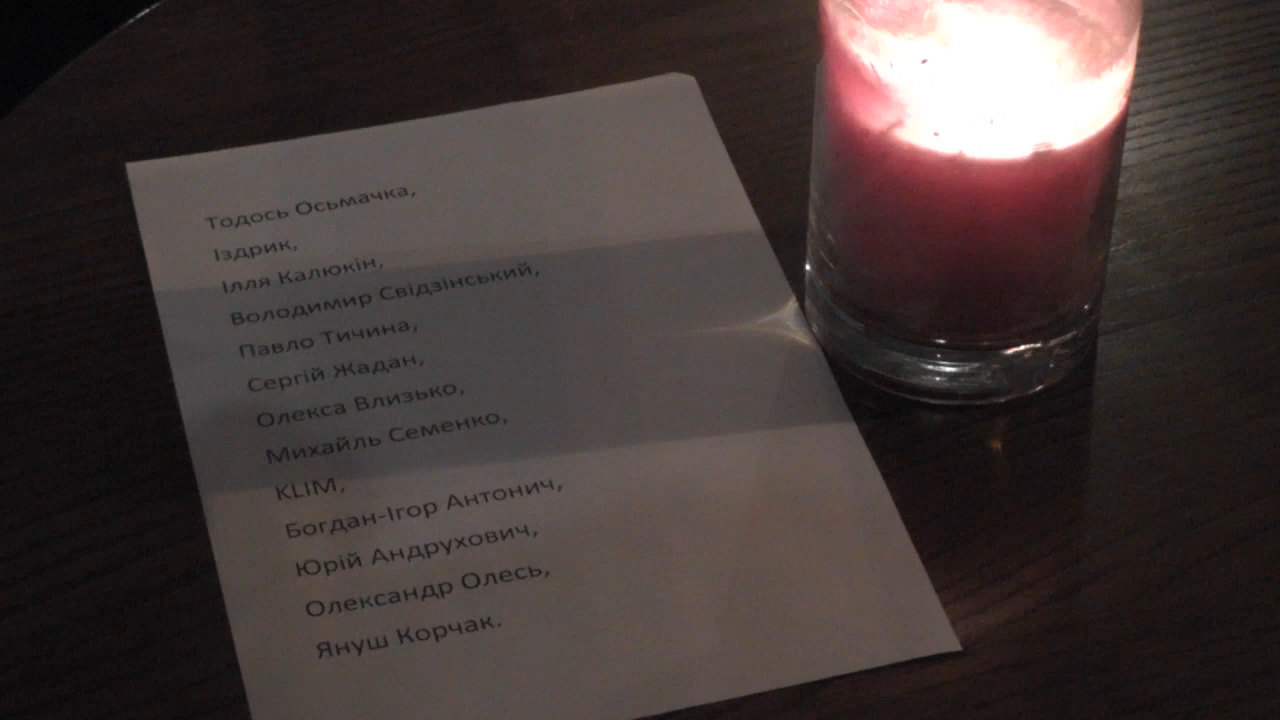 Тодось Осьмачка,
Іздрик,
Ілля Калюкін,
Володимир Свідзінський,
Павло Тичина,
Сергій Жадан,
Олекса Влизько,
Михайль Семенко,
KLIM,
Богдан-Ігор Антонич,
Юрій Андрухович,
Олександр Олесь,
Януш Корчак.